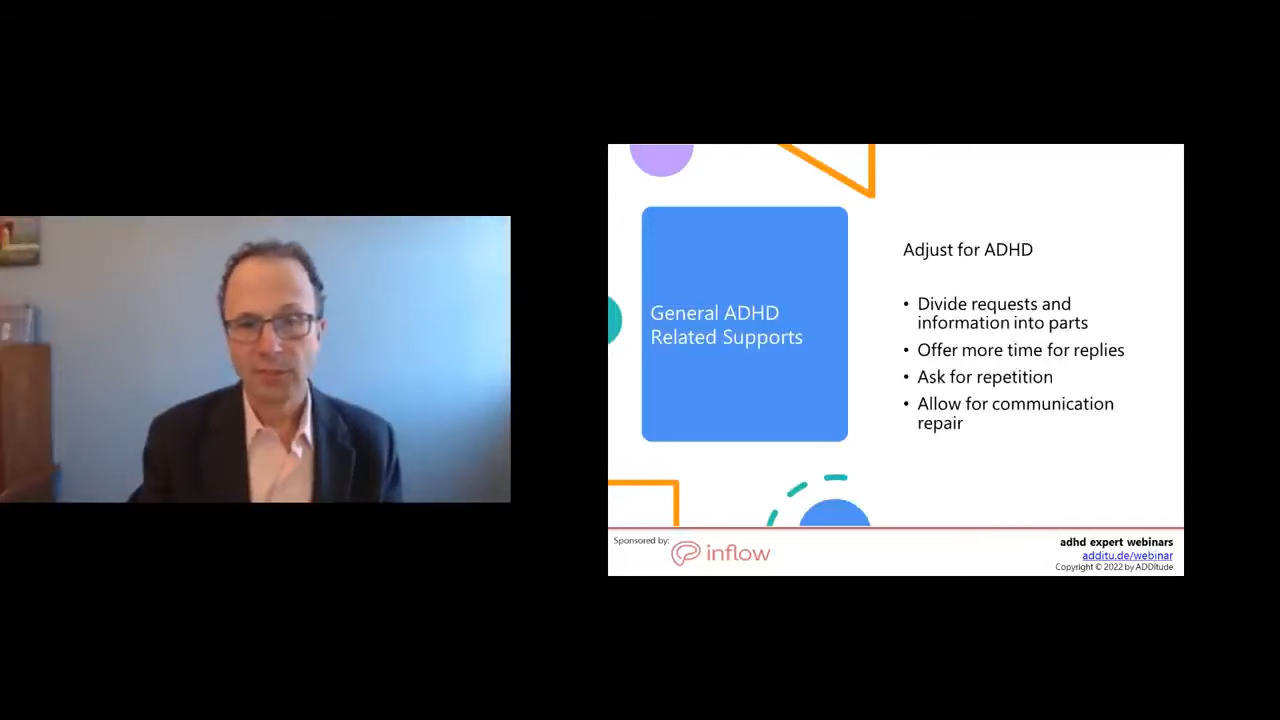 General ADHD
Related Supports
Adjust for ADHD
• Divide requests and
information into parts
• Offer more time for replies
• Ask for repetition
• Allow for communication
repair
Sponsored by:
inflow
adhd expert webinars
additu.de/webinar
Copyright © 2022 by ADDitude